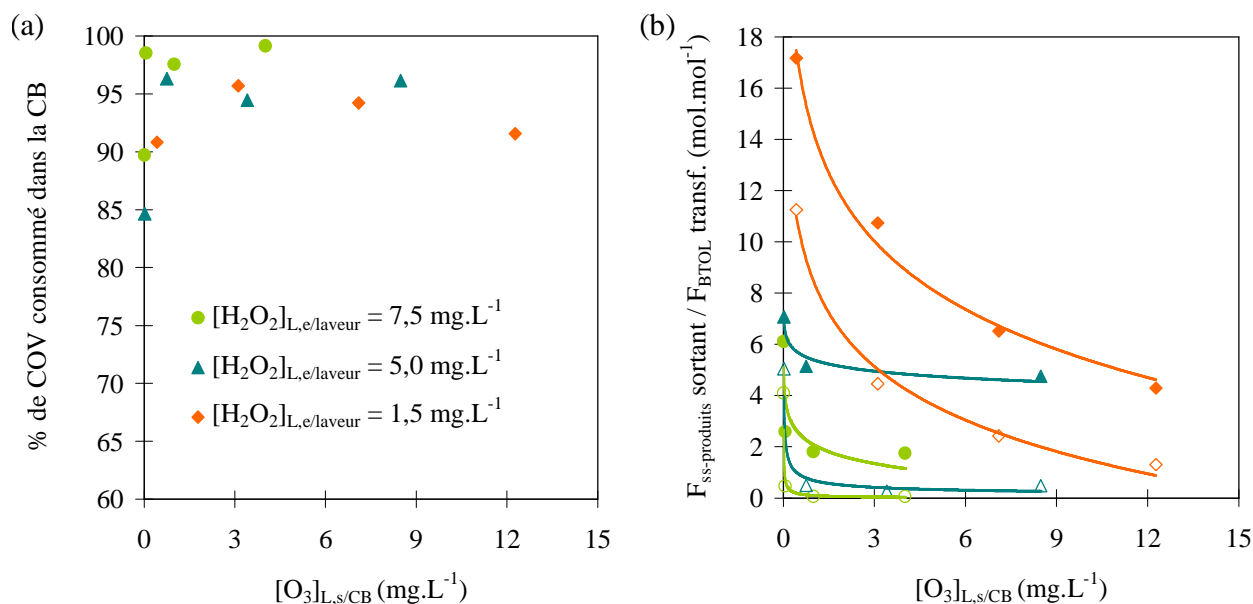 (a)
% de COV consommé dans la CB
100
95
90
85
80
75
70
65
60
[H₂O₂]L,e/laveur = 7,5 mg.L⁻¹
[H₂O₂]L,e/laveur = 5,0 mg.L⁻¹
[H₂O₂]L,e/laveur = 1,5 mg.L⁻¹
0 3 6 9 12 15
[O₃]L,s/CB (mg.L⁻¹)
(b)
Fss-produits sortant / FBTOL transf. (mol.mol⁻¹)
18
16
14
12
10
8
6
4
2
0
0 3 6 9 12 15
[O₃]L,s/CB (mg.L⁻¹)